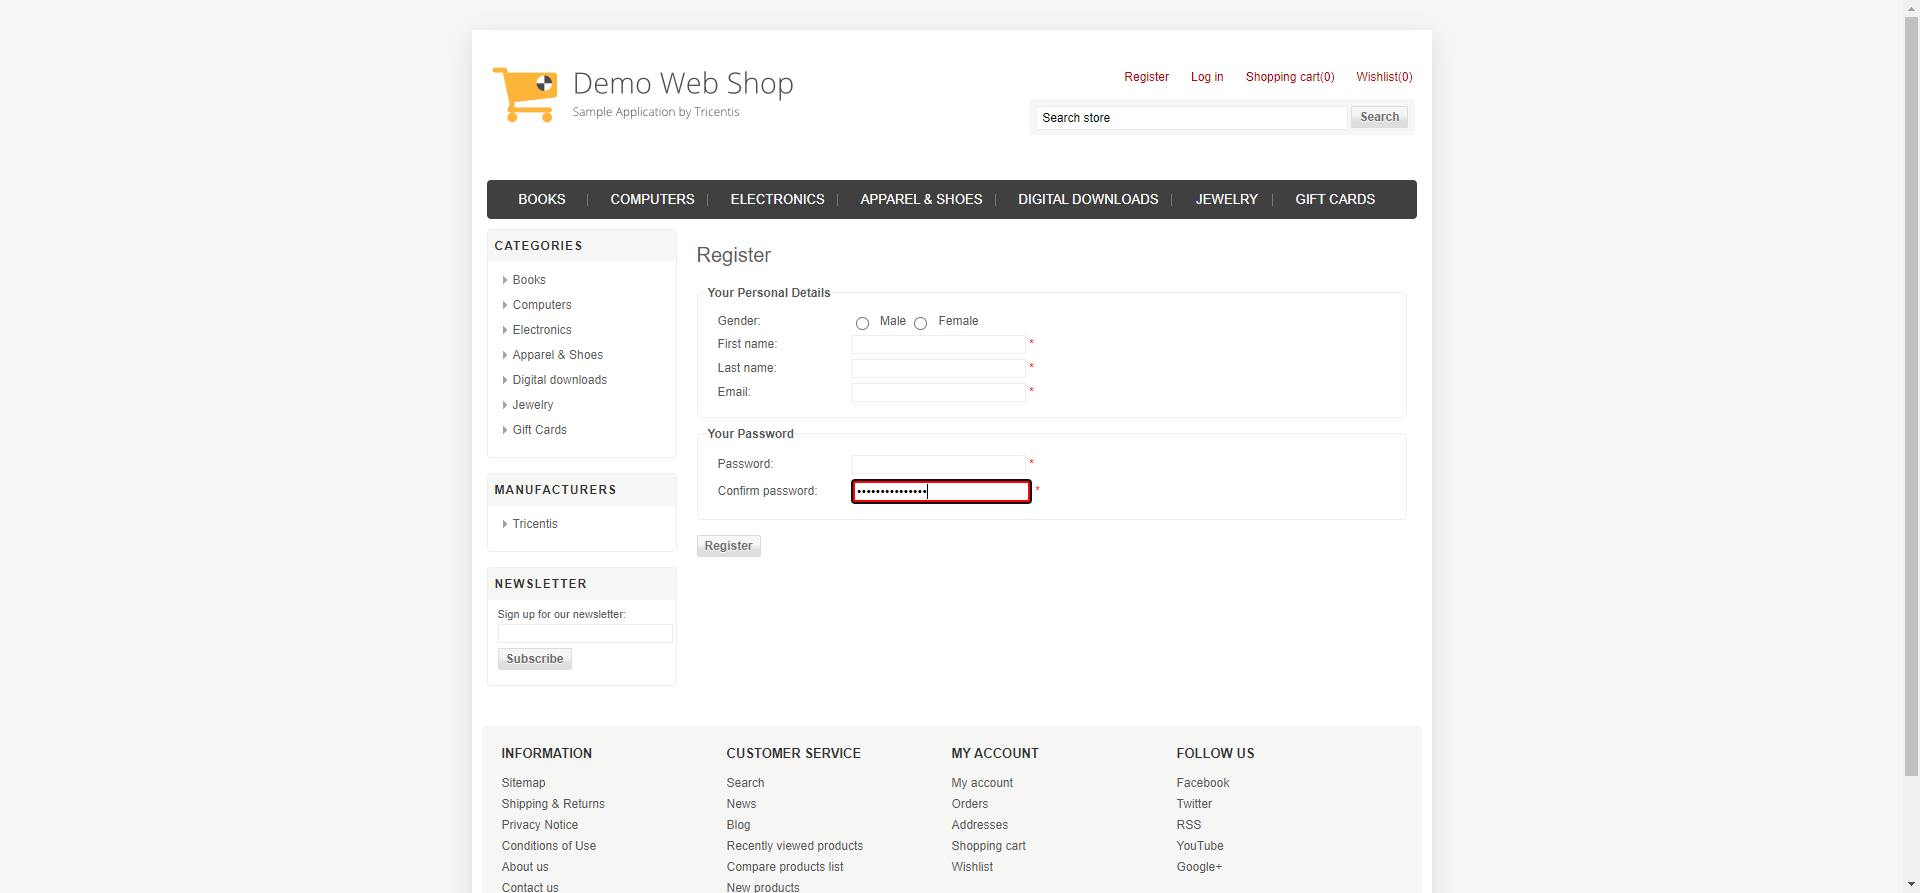 Demo Web Shop
Sample Application by Tricentis
Register Log in Shopping cart(0) Wishlist(0)
Search store Search
BOOKS COMPUTERS ELECTRONICS APPAREL & SHOES DIGITAL DOWNLOADS JEWELRY GIFT CARDS
CATEGORIES
Books
Computers
Electronics
Apparel & Shoes
Digital downloads
Jewelry
Gift Cards
MANUFACTURERS
Tricentis
NEWSLETTER
Sign up for our newsletter:
Subscribe
Register
Your Personal Details
Gender: Male Female
First name: *
Last name: *
Email: *
Your Password
Password: *
Confirm password: ••••••••••••••• *
Register
INFORMATION
Sitemap
Shipping & Returns
Privacy Notice
Conditions of Use
About us
Contact us
CUSTOMER SERVICE
Search
News
Blog
Recently viewed products
Compare products list
New products
MY ACCOUNT
My account
Orders
Addresses
Shopping cart
Wishlist
FOLLOW US
Facebook
Twitter
RSS
YouTube
Google+